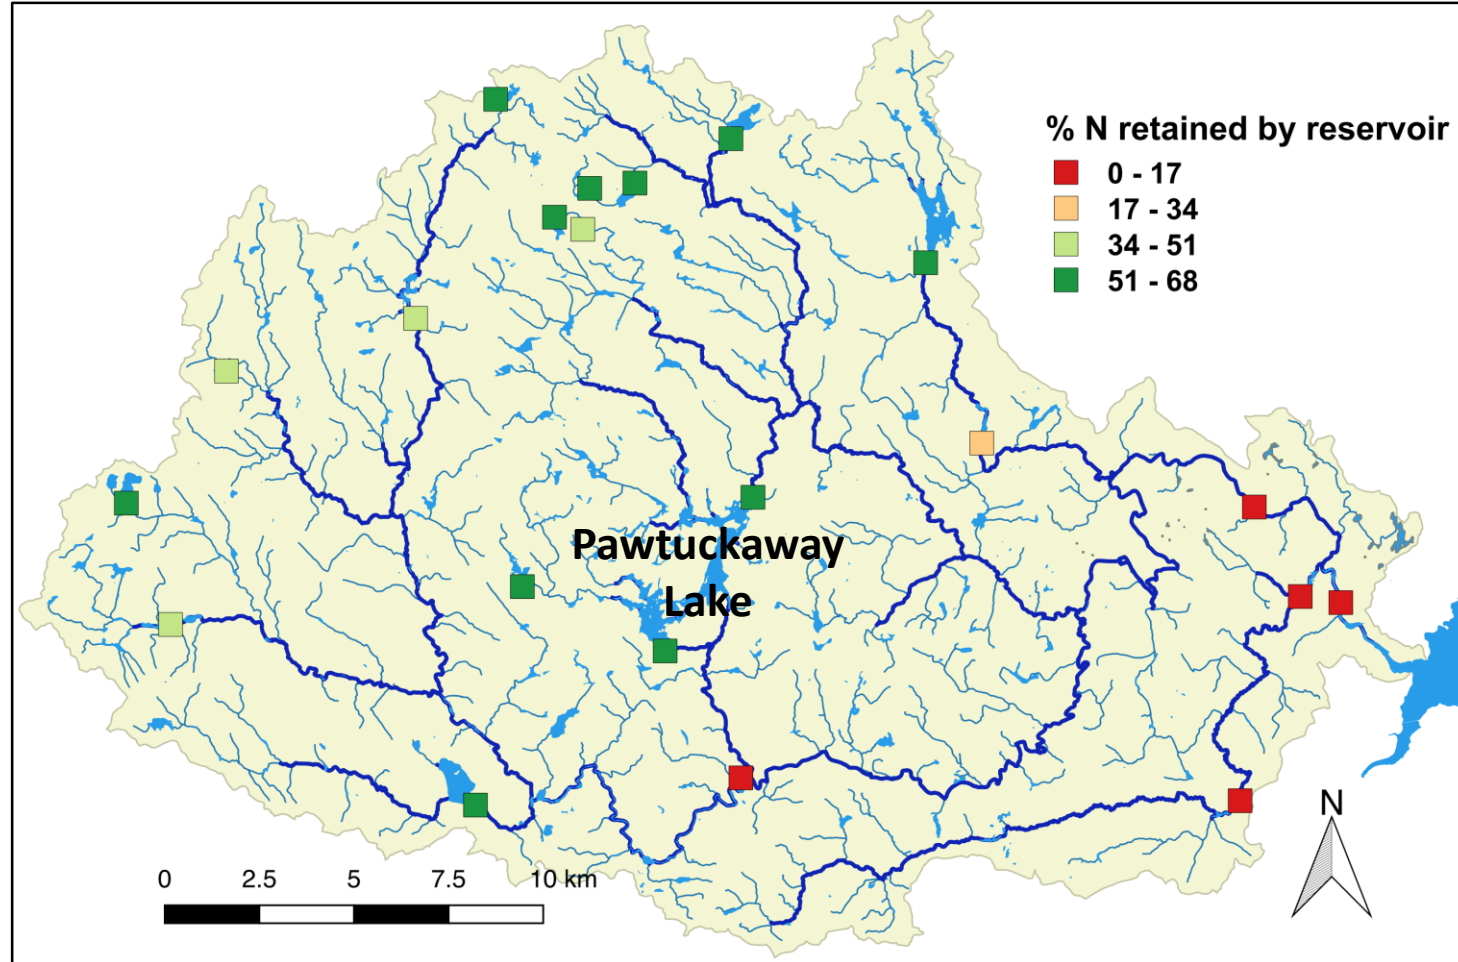 % N retained by reservoir
0 - 17
17 - 34
34 - 51
51 - 68
Pawtuckaway
Lake
N
0 2.5 5 7.5 10 km